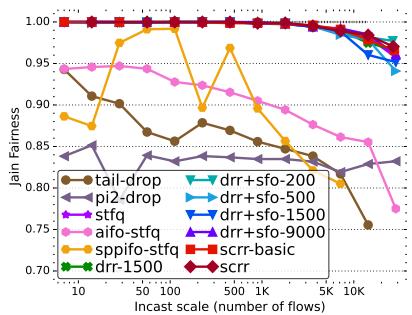 1.00
0.95
0.90
0.85
0.80
0.75
0.70
Jain Fairness
tail-drop
pi2-drop
stfq
aifo-stfq
sppifo-stfq
drr-1500
drr+sfo-200
drr+sfo-500
drr+sfo-1500
drr+sfo-9000
scrr-basic
scrr
10 50 100 500 1K 5K 10K
Incast scale (number of flows)